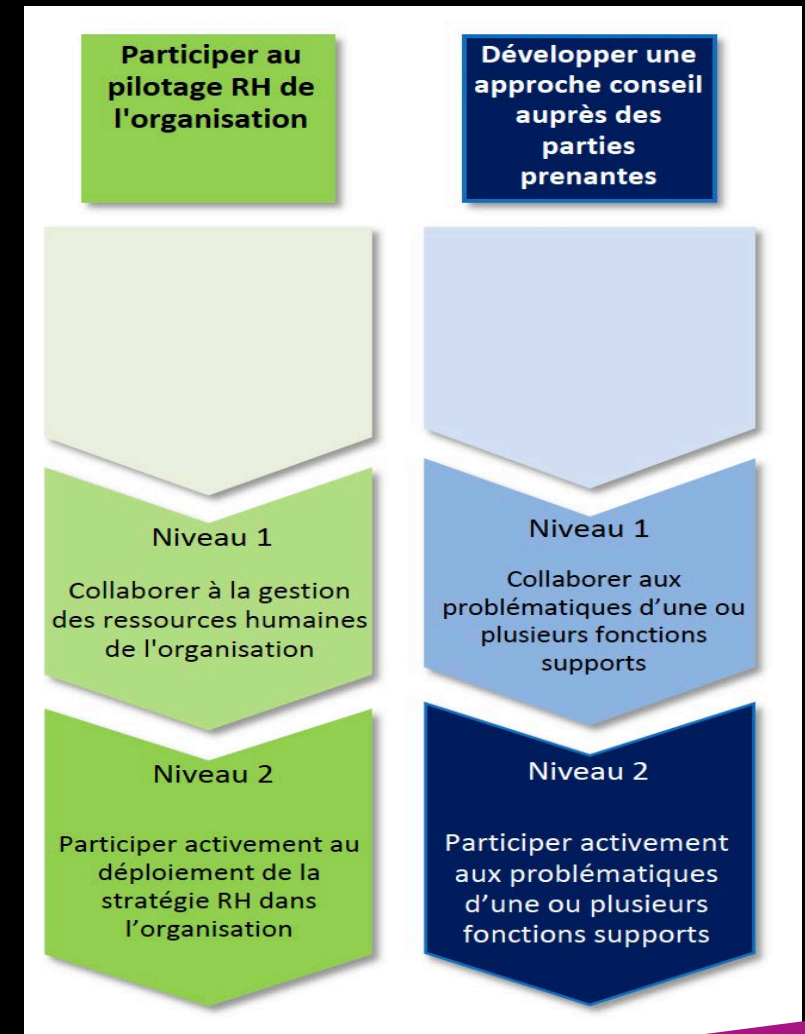 Participer au
pilotage RH de
l'organisation
Développer une
approche conseil
auprès des
parties
prenantes
Niveau 1
Collaborer à la gestion
des ressources humaines
de l'organisation
Niveau 1
Collaborer aux
problématiques d’une ou
plusieurs fonctions
supports
Niveau 2
Participer activement au
déploiement de la
stratégie RH dans
l’organisation
Niveau 2
Participer activement
aux problématiques
d’une ou plusieurs
fonctions supports